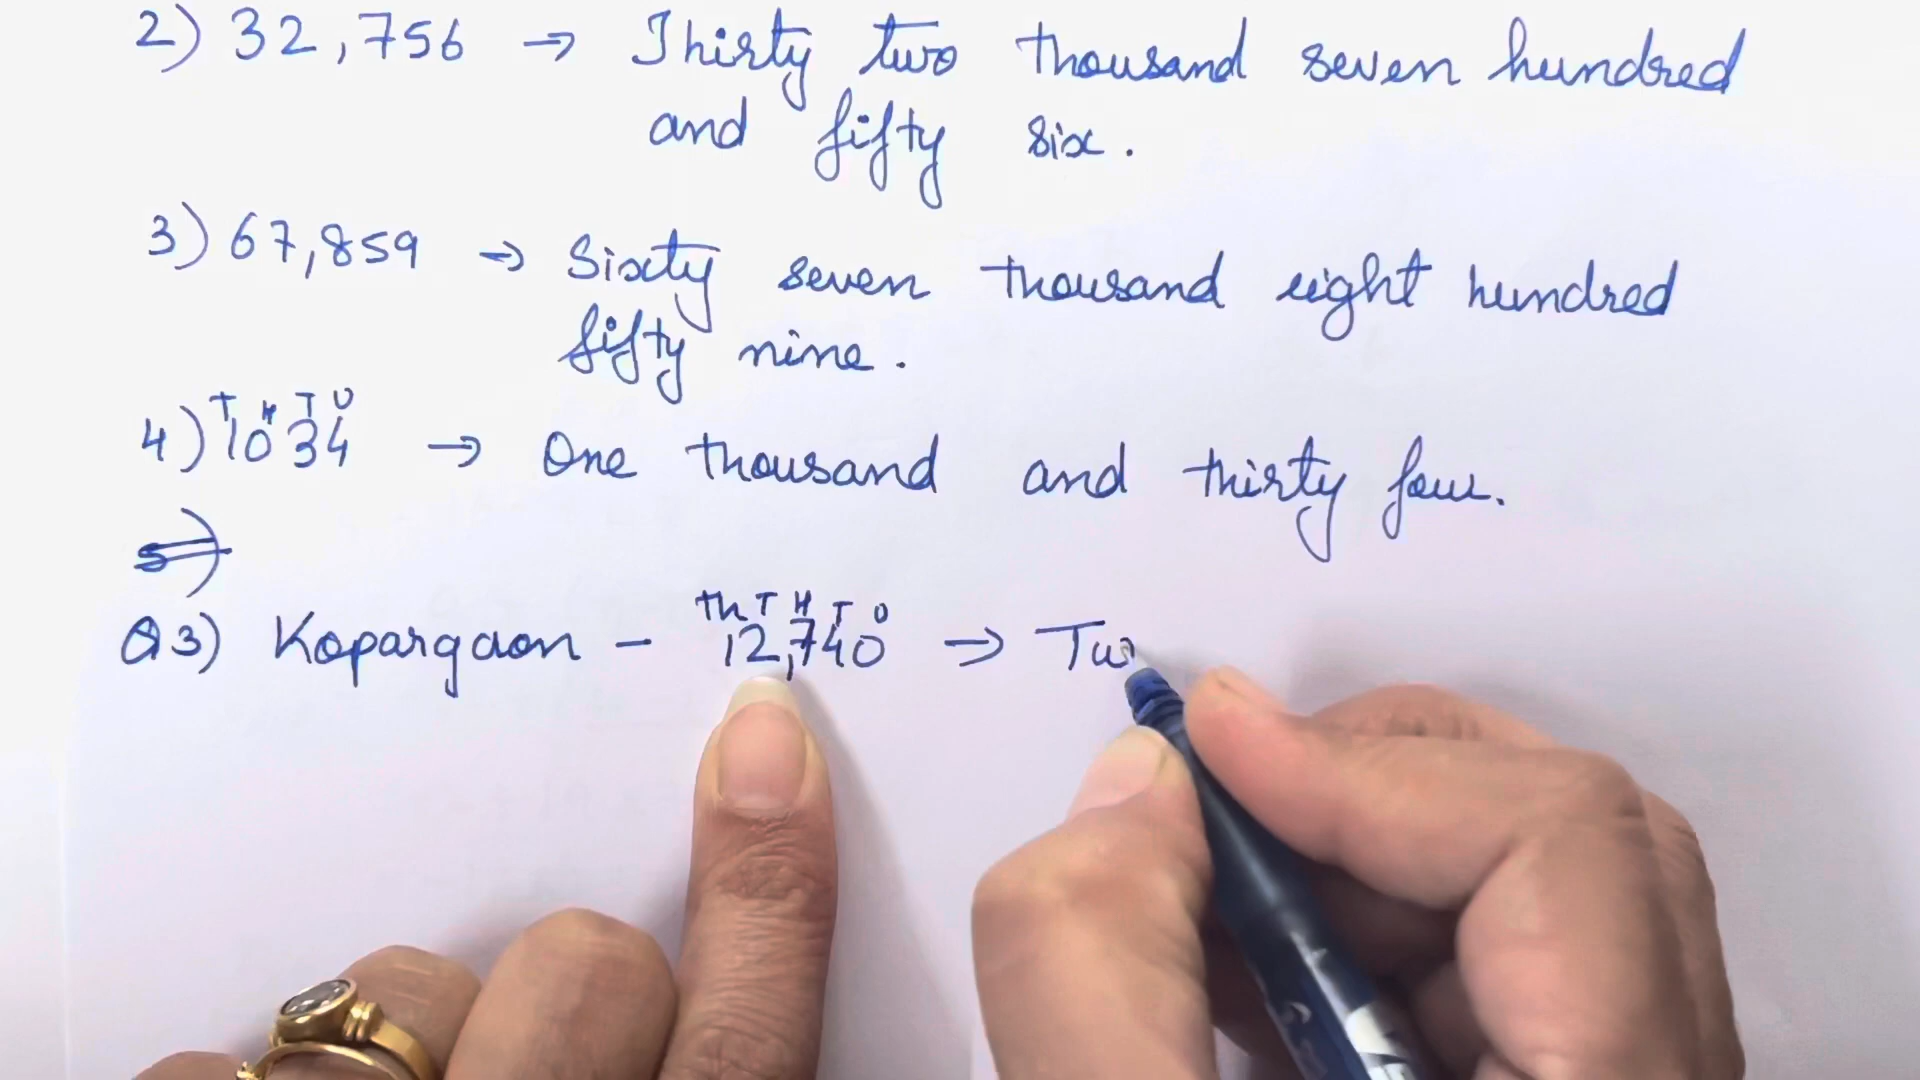 2) 32,756 → Thirty two thousand seven hundred
and fifty six.
3) 67,859 → Sixty seven thousand eight hundred
fifty nine.
T H T U
4) 1034 → One thousand and thirty four.
5)
Th T H T O
Q3) Kopargaon - 12,740 → Tw